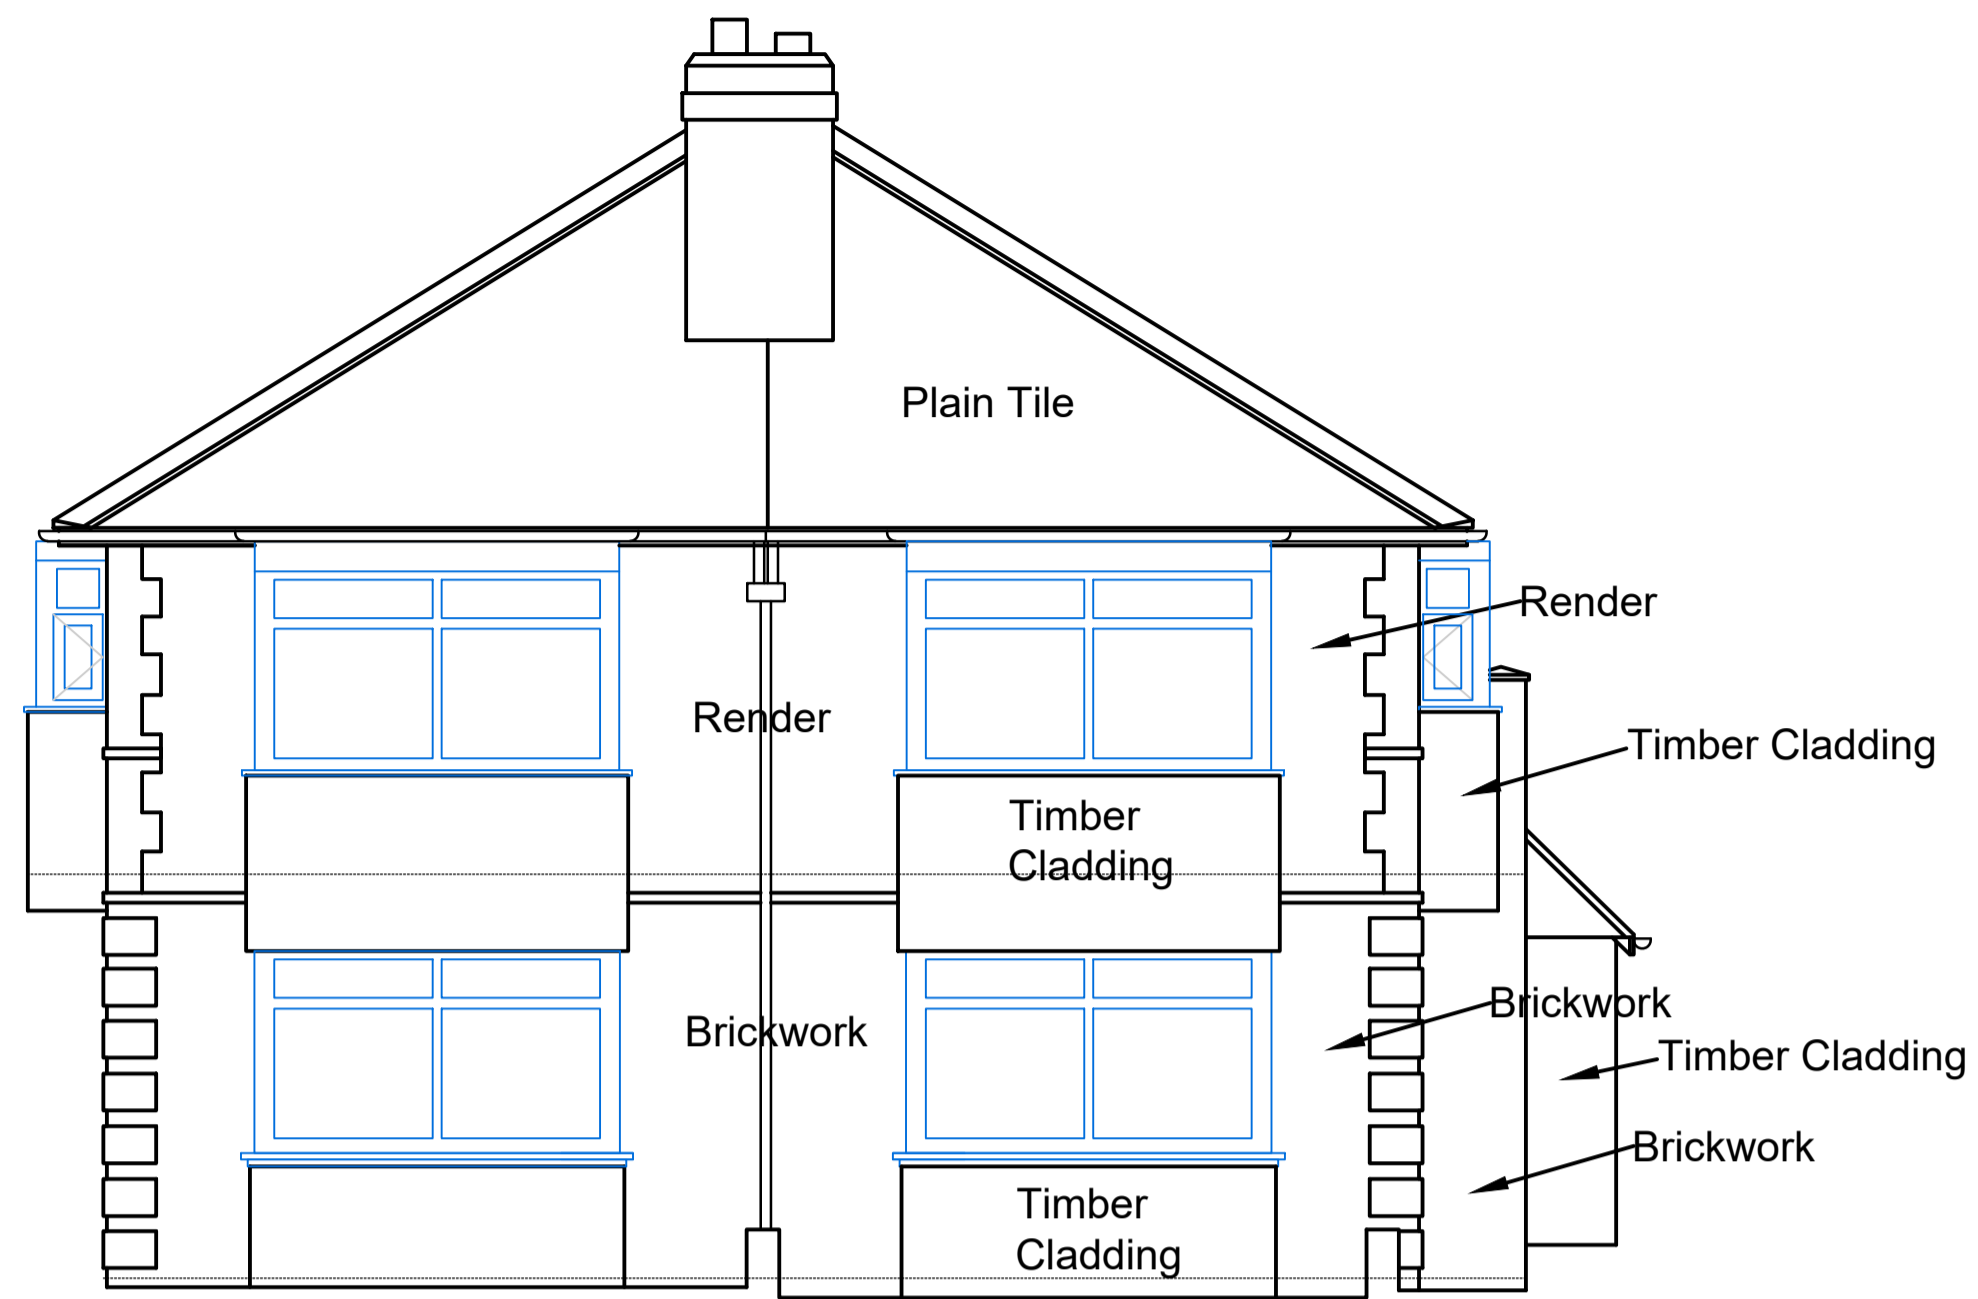 Plain Tile
Render
Render
Timber Cladding
Timber
Cladding
Brickwork
Brickwork
Timber Cladding
Brickwork
Timber
Cladding